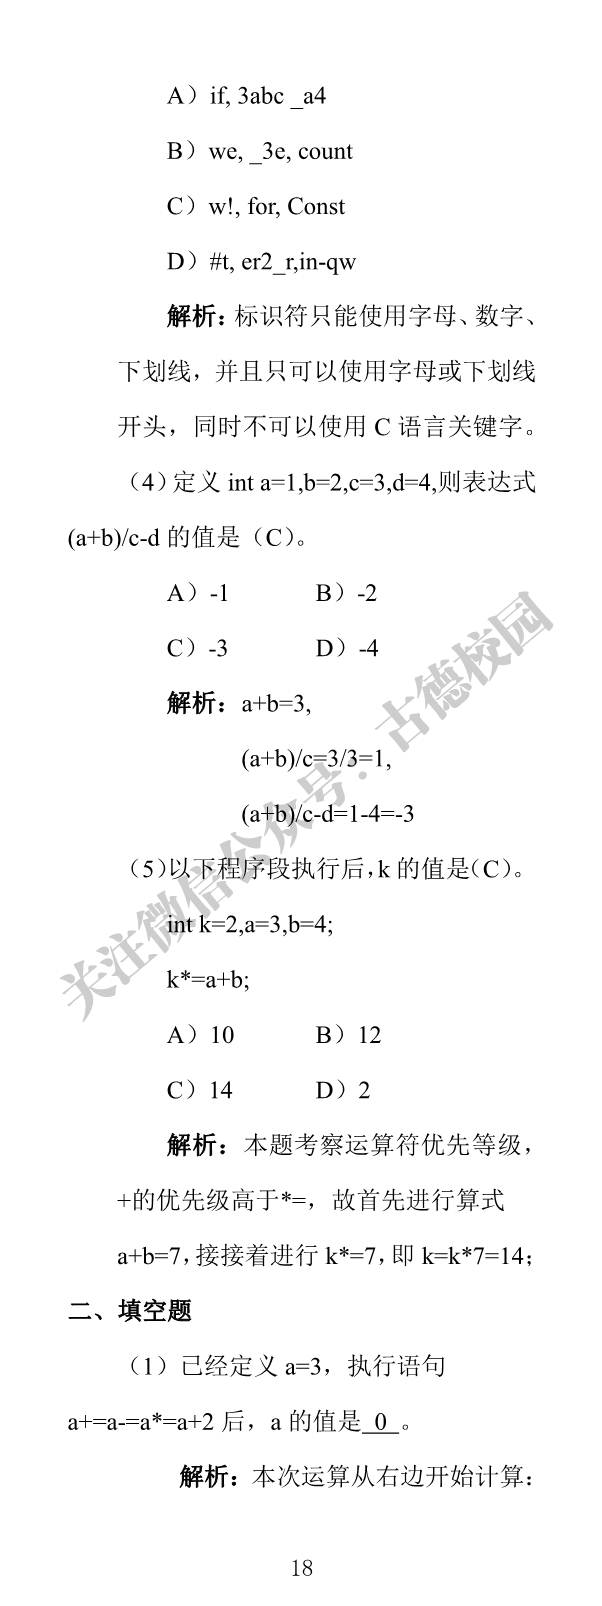 A）if, 3abc _a4
B）we, _3e, count
C）w!, for, Const
D）#t, er2_r,in-qw
解析：标识符只能使用字母、数字、
下划线，并且只可以使用字母或下划线
开头，同时不可以使用 C 语言关键字。
（4）定义 int a=1,b=2,c=3,d=4,则表达式
(a+b)/c-d 的值是（C）。
A）-1 B）-2
C）-3 D）-4
解析：a+b=3,
(a+b)/c=3/3=1,
(a+b)/c-d=1-4=-3
（5）以下程序段执行后，k 的值是（C）。
int k=2,a=3,b=4;
k*=a+b;
A）10 B）12
C）14 D）2
解析：本题考察运算符优先等级，
+的优先级高于*=，故首先进行算式
a+b=7，接接着进行 k*=7，即 k=k*7=14；
二、填空题
（1）已经定义 a=3，执行语句
a+=a-=a*=a+2 后，a 的值是_0_。
解析：本次运算从右边开始计算：
18
关注微信公众号：古德校园